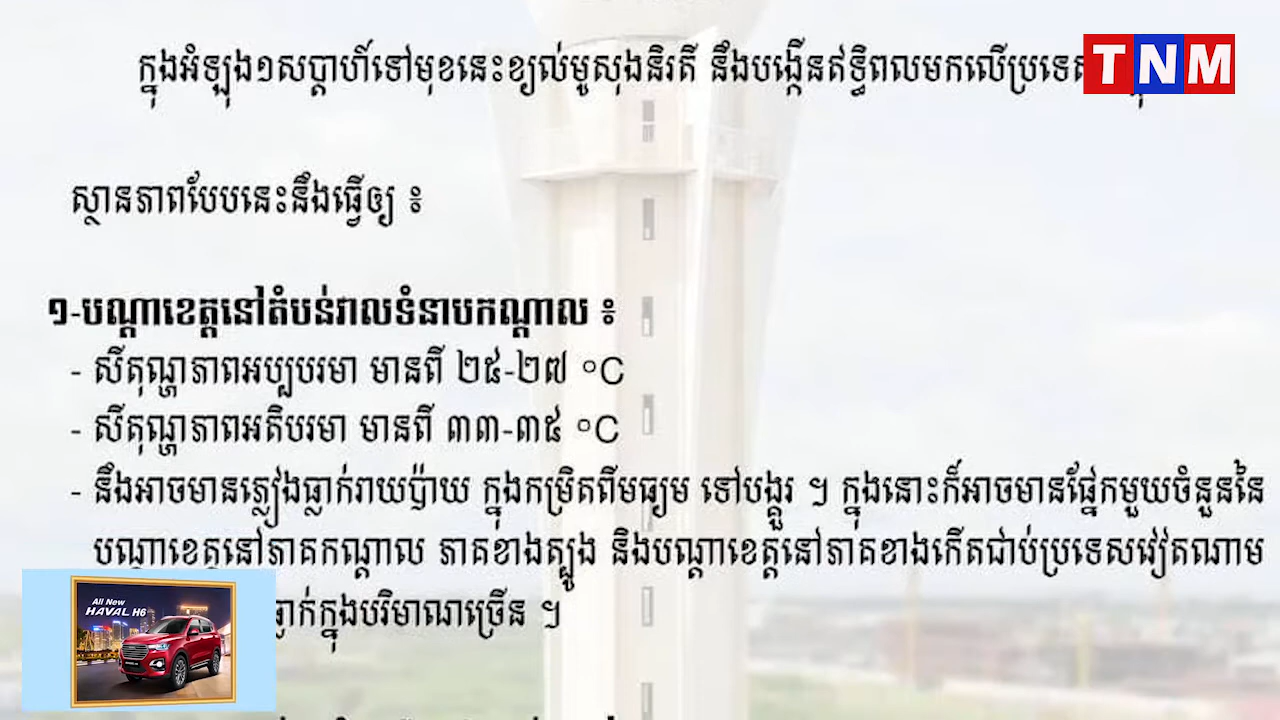 ក្នុងអំឡុង១សប្តាហ៍ទៅមុខនេះខ្យល់មូសុងនិរតី នឹងបង្កើនឥទ្ធិពលមកលើប្រទេស
TNM
ស្ថានភាពបែបនេះនឹងធ្វើឲ្យ ៖
១-បណ្តាខេត្តនៅតំបន់វាលទំនាបកណ្តាល ៖
- សីតុណ្ហភាពអប្បបរមា មានពី ២៥-២៧ °C
- សីតុណ្ហភាពអតិបរមា មានពី ៣៣-៣៥ °C
- នឹងអាចមានភ្លៀងធ្លាក់រាយប៉ាយ ក្នុងកម្រិតពីមធ្យម ទៅបង្គួរ ។ ក្នុងនោះក៏អាចមានផ្នែកមួយចំនួននៃ
បណ្តាខេត្តនៅភាគកណ្តាល ភាគខាងត្បូង និងបណ្តាខេត្តនៅភាគខាងកើតជាប់ប្រទេសវៀតណាម
ធ្លាក់ក្នុងបរិមាណច្រើន ។
All New
HAVAL H6